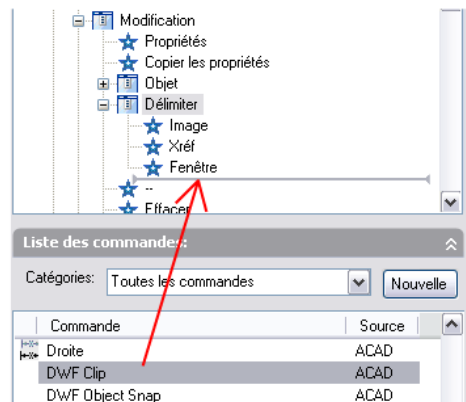 Modification
Propriétés
Copier les propriétés
Objet
Délimiter
Image
Xréf
Fenêtre
--
Effacer
Liste des commandes:
Catégories: Toutes les commandes Nouvelle
Commande Source
Droite ACAD
DWF Clip ACAD
DWF Object Snap ACAD